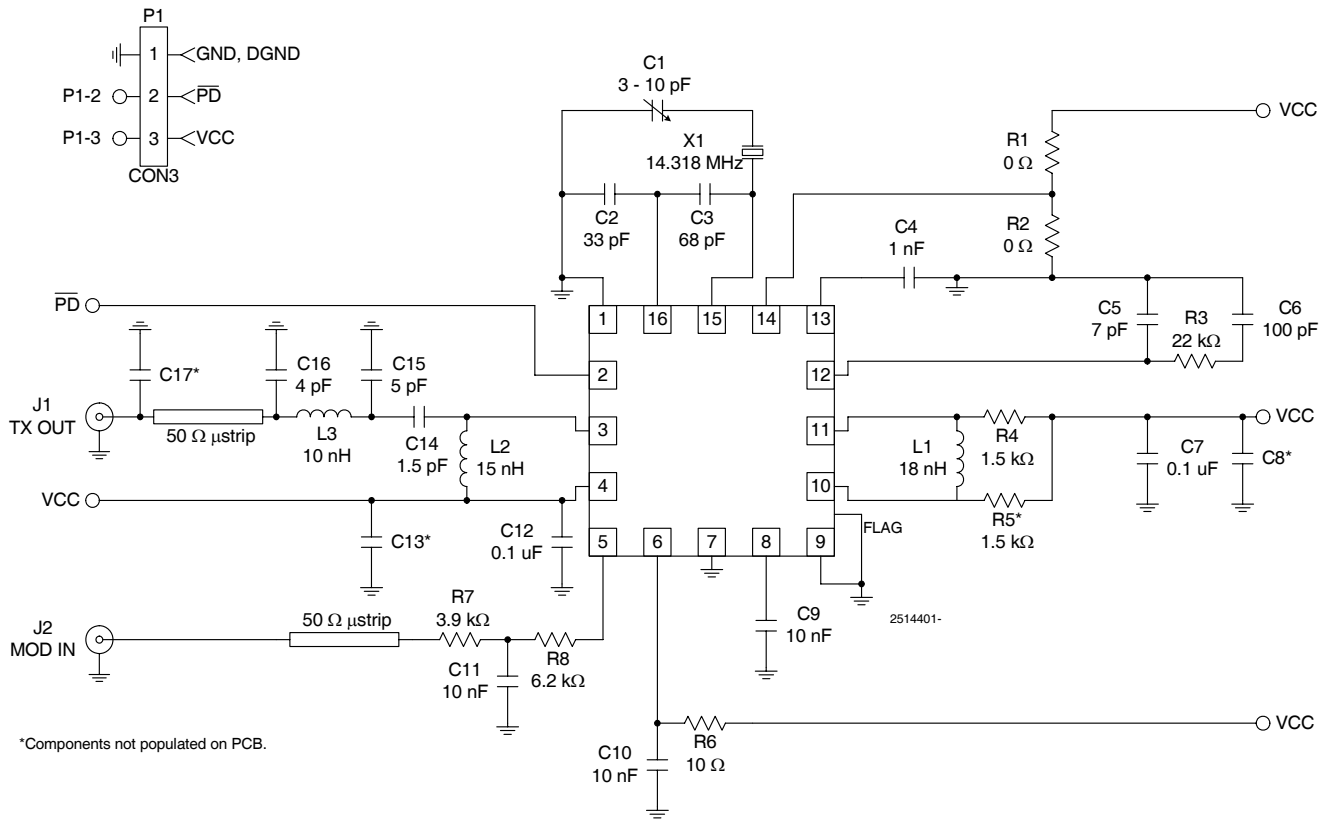 P1
1
GND, DGND
P1-2
2
PD
P1-3
3
VCC
CON3
C1
3 - 10 pF
X1
14.318 MHz
C2
33 pF
C3
68 pF
C4
1 nF
R1
0 Ω
VCC
R2
0 Ω
C5
7 pF
R3
22 kΩ
C6
100 pF
PD
1
16
15
14
13
2
12
C17*
C16
4 pF
C15
5 pF
J1
TX OUT
50 Ω µstrip
L3
10 nH
C14
1.5 pF
L2
15 nH
3
11
L1
18 nH
R4
1.5 kΩ
VCC
C7
0.1 uF
C8*
VCC
4
10
R5*
1.5 kΩ
C13*
C12
0.1 uF
5
6
7
8
9
FLAG
2514401-
J2
MOD IN
50 Ω µstrip
R7
3.9 kΩ
C11
10 nF
R8
6.2 kΩ
C9
10 nF
*Components not populated on PCB.
C10
10 nF
R6
10 Ω
VCC